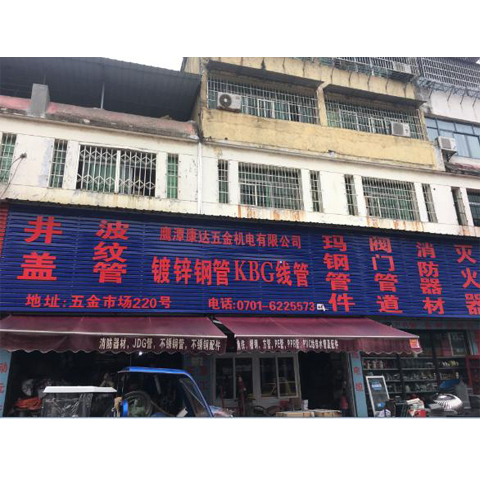 井盖
波纹管
鹰潭康达五金机电有限公司
镀锌钢管KBG线管
地址:五金市场220号
电话:0701-6225573
玛钢管件
阀门管道
消防器材
灭火器
消防器材,JDG管,不锈钢管,不锈钢配件